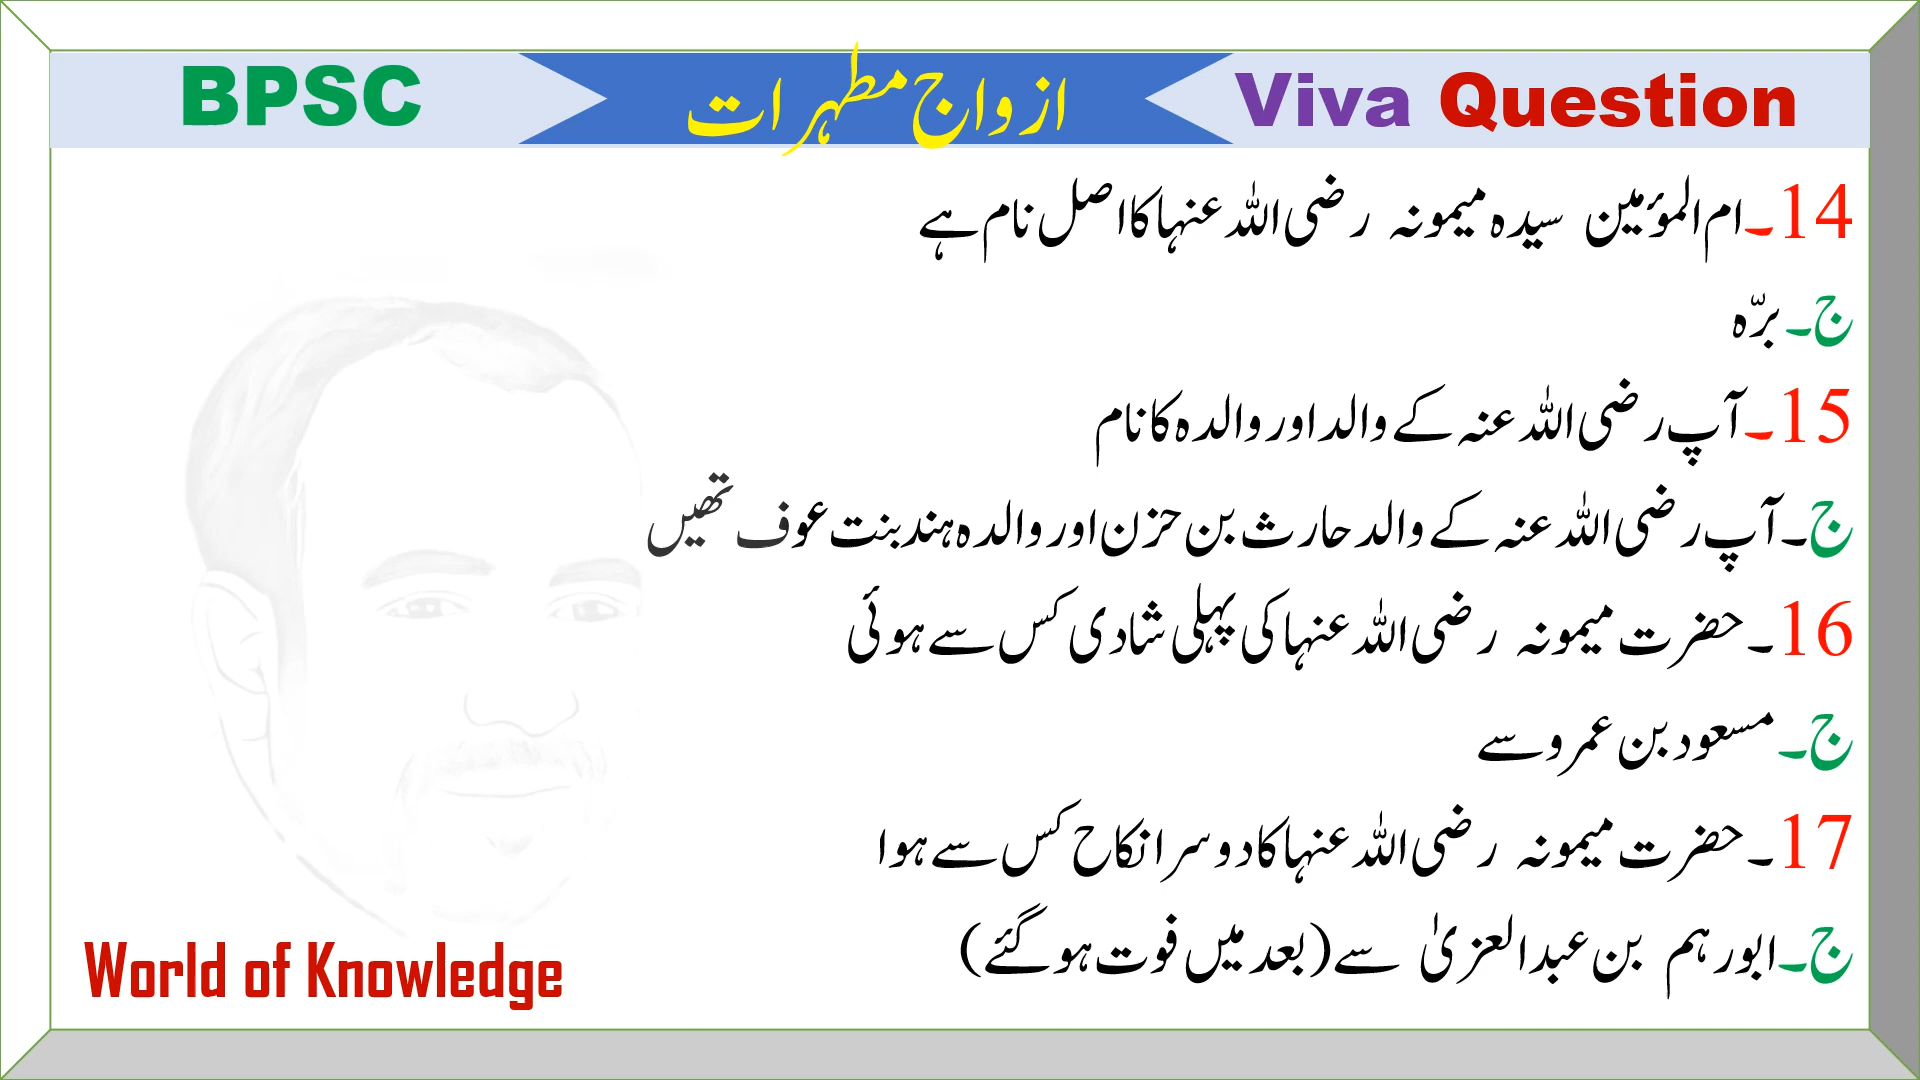 BPSC
ازواج مطہرات
Viva Question
14۔ام المؤمین سیدہ میمونہ رضی اللہ عنہا کا اصل نام ہے
ج۔برّہ
15۔آپ رضی اللہ عنہ کے والد اور والدہ کا نام
ج۔آپ رضی اللہ عنہ کے والد حارث بن حزن اور والدہ ہند بنت عوف تھیں
16۔حضرت میمونہ رضی اللہ عنہا کی پہلی شادی کس سے ہوئی
ج۔مسعود بن عمرو سے
17۔حضرت میمونہ رضی اللہ عنہا کا دوسرا نکاح کس سے ہوا
ج۔ابورہم بن عبدالعزیٰ سے (بعد میں فوت ہوگئے)
World of Knowledge